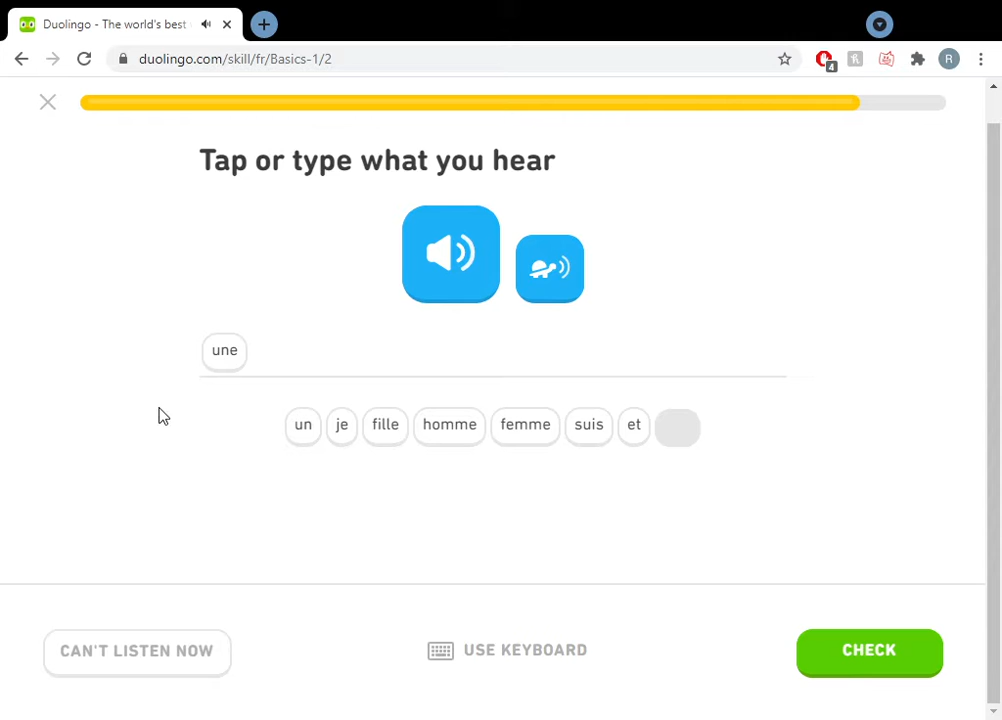 Duolingo - The world's best
duolingo.com/skill/fr/Basics-1/2
4
R
Tap or type what you hear
une
un je fille homme femme suis et
CAN'T LISTEN NOW USE KEYBOARD CHECK